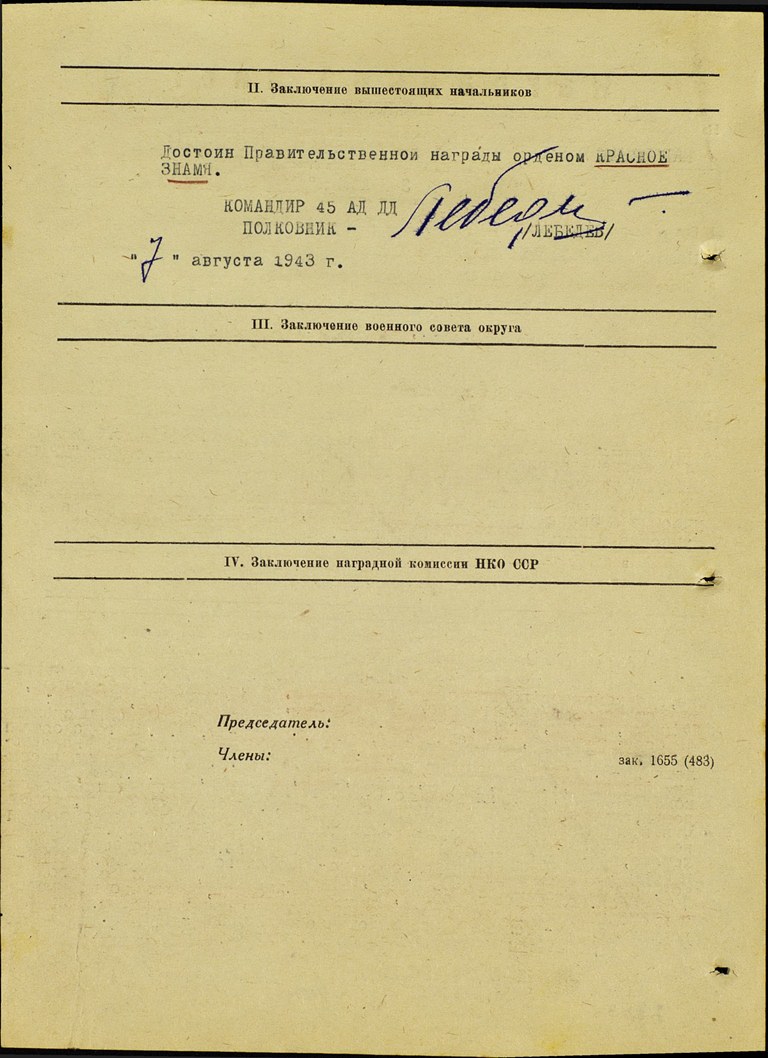 II. Заключение вышестоящих начальников
Достоин Правительственной награды орденом КРАСНОЕ
ЗНАМЯ.
КОМАНДИР 45 АД ДД
ПОЛКОВНИК - Лебедев
/ЛЕБЕДЕВ/
"7" августа 1943 г.
III. Заключение военного совета округа
IV. Заключение наградной комиссии НКО ССР
Председатель:
Члены:
зак. 1655 (483)